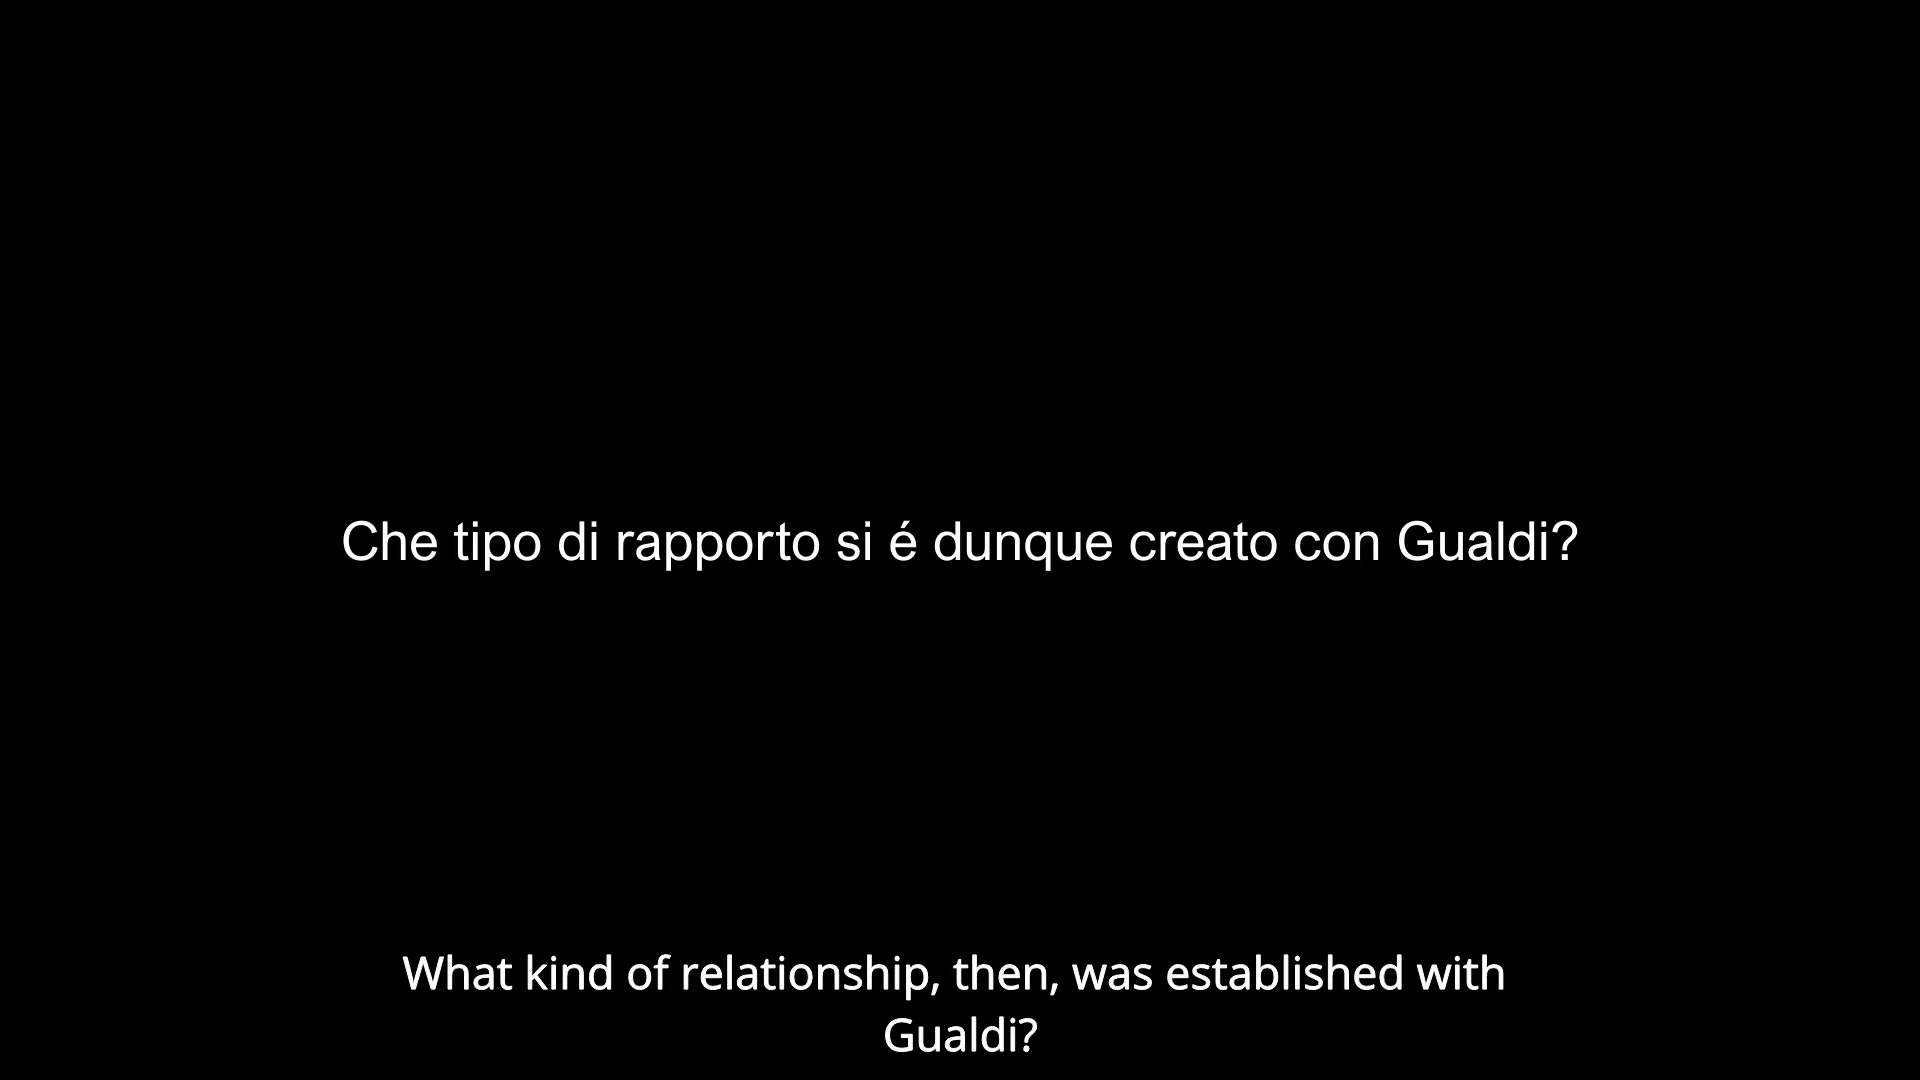 Che tipo di rapporto si é dunque creato con Gualdi?
What kind of relationship, then, was established with
Gualdi?